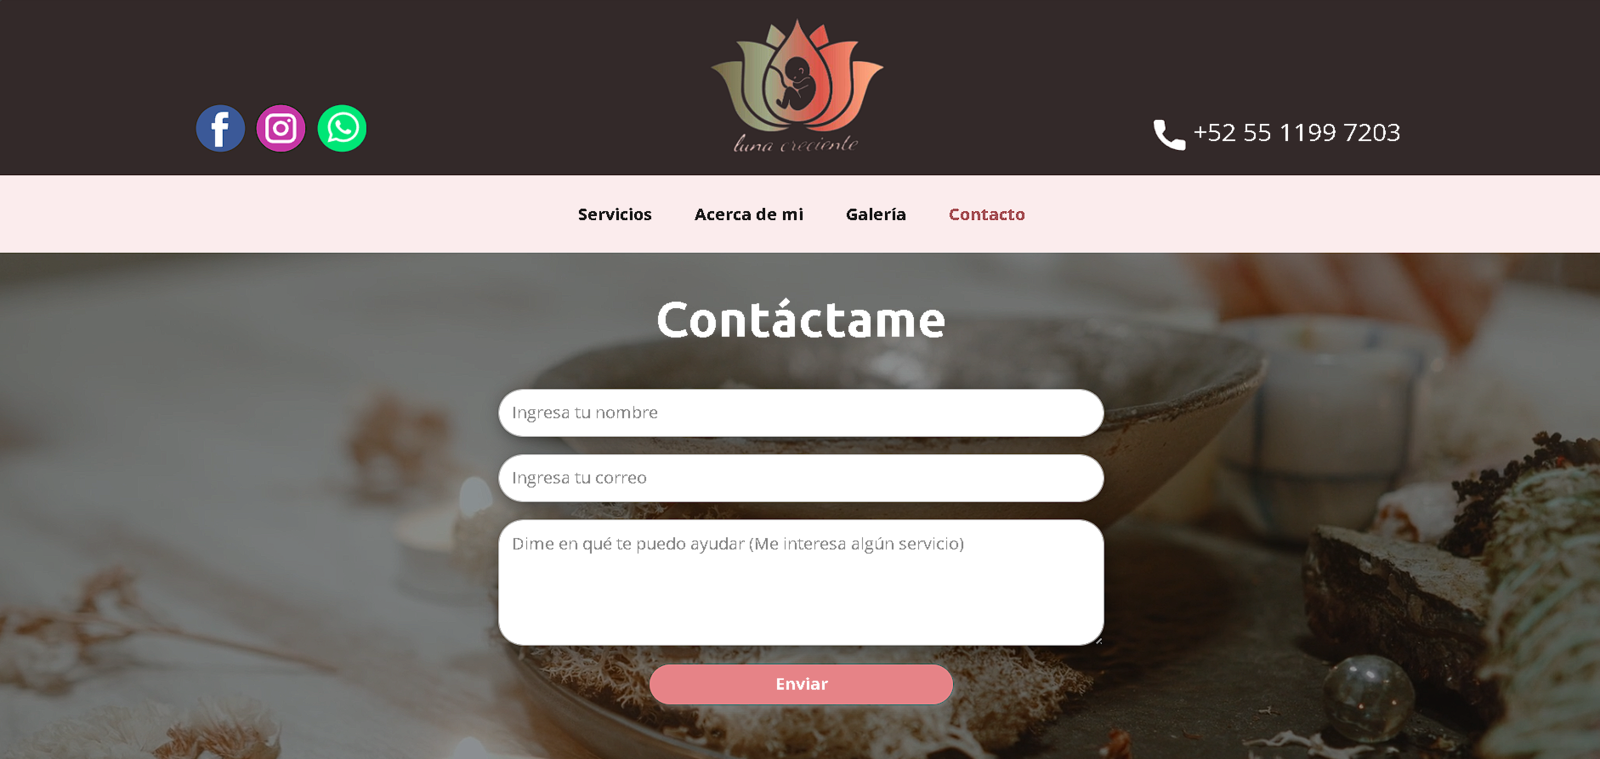 luna creciente
+52 55 1199 7203
Servicios Acerca de mi Galería Contacto
Contáctame
Ingresa tu nombre
Ingresa tu correo
Dime en qué te puedo ayudar (Me interesa algún servicio)
Enviar